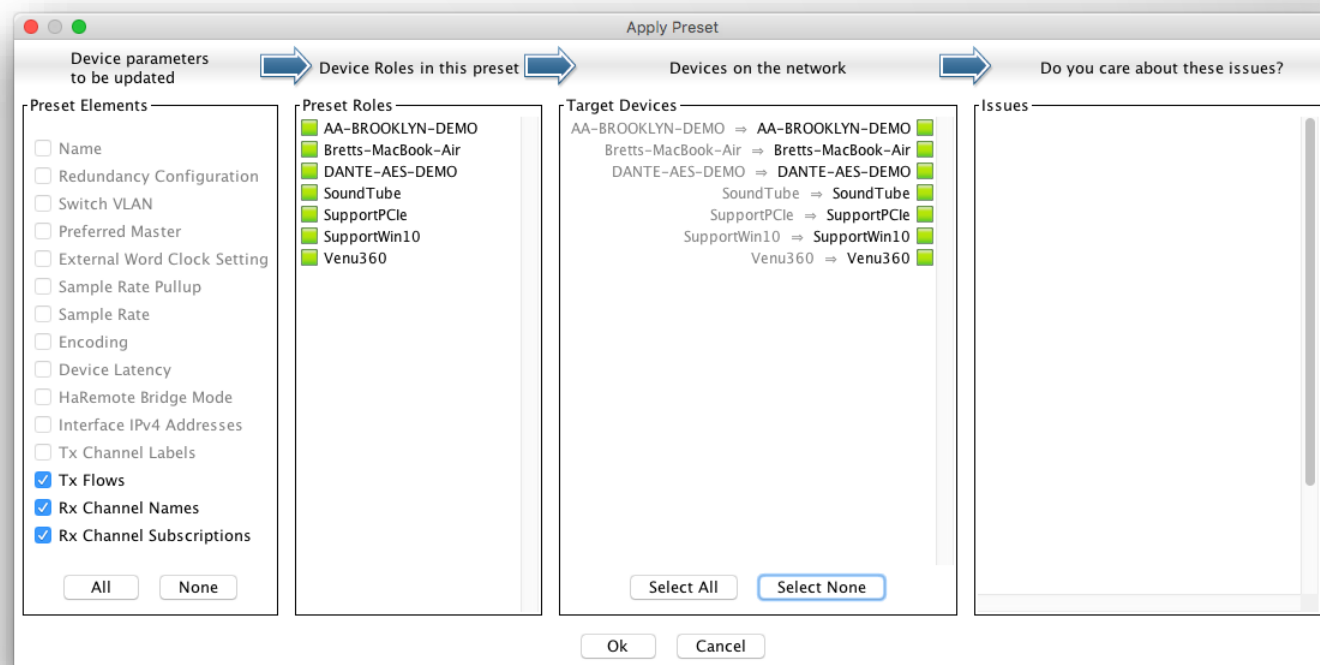 Apply Preset
Device parameters
to be updated
Device Roles in this preset
Devices on the network
Do you care about these issues?
Preset Elements
Name
Redundancy Configuration
Switch VLAN
Preferred Master
External Word Clock Setting
Sample Rate Pullup
Sample Rate
Encoding
Device Latency
HaRemote Bridge Mode
Interface IPv4 Addresses
Tx Channel Labels
Tx Flows
Rx Channel Names
Rx Channel Subscriptions
All None
Preset Roles
AA-BROOKLYN-DEMO
Bretts-MacBook-Air
DANTE-AES-DEMO
SoundTube
SupportPCIe
SupportWin10
Venu360
Target Devices
AA-BROOKLYN-DEMO ⇒ AA-BROOKLYN-DEMO
Bretts-MacBook-Air ⇒ Bretts-MacBook-Air
DANTE-AES-DEMO ⇒ DANTE-AES-DEMO
SoundTube ⇒ SoundTube
SupportPCIe ⇒ SupportPCIe
SupportWin10 ⇒ SupportWin10
Venu360 ⇒ Venu360
Select All Select None
Issues
Ok Cancel